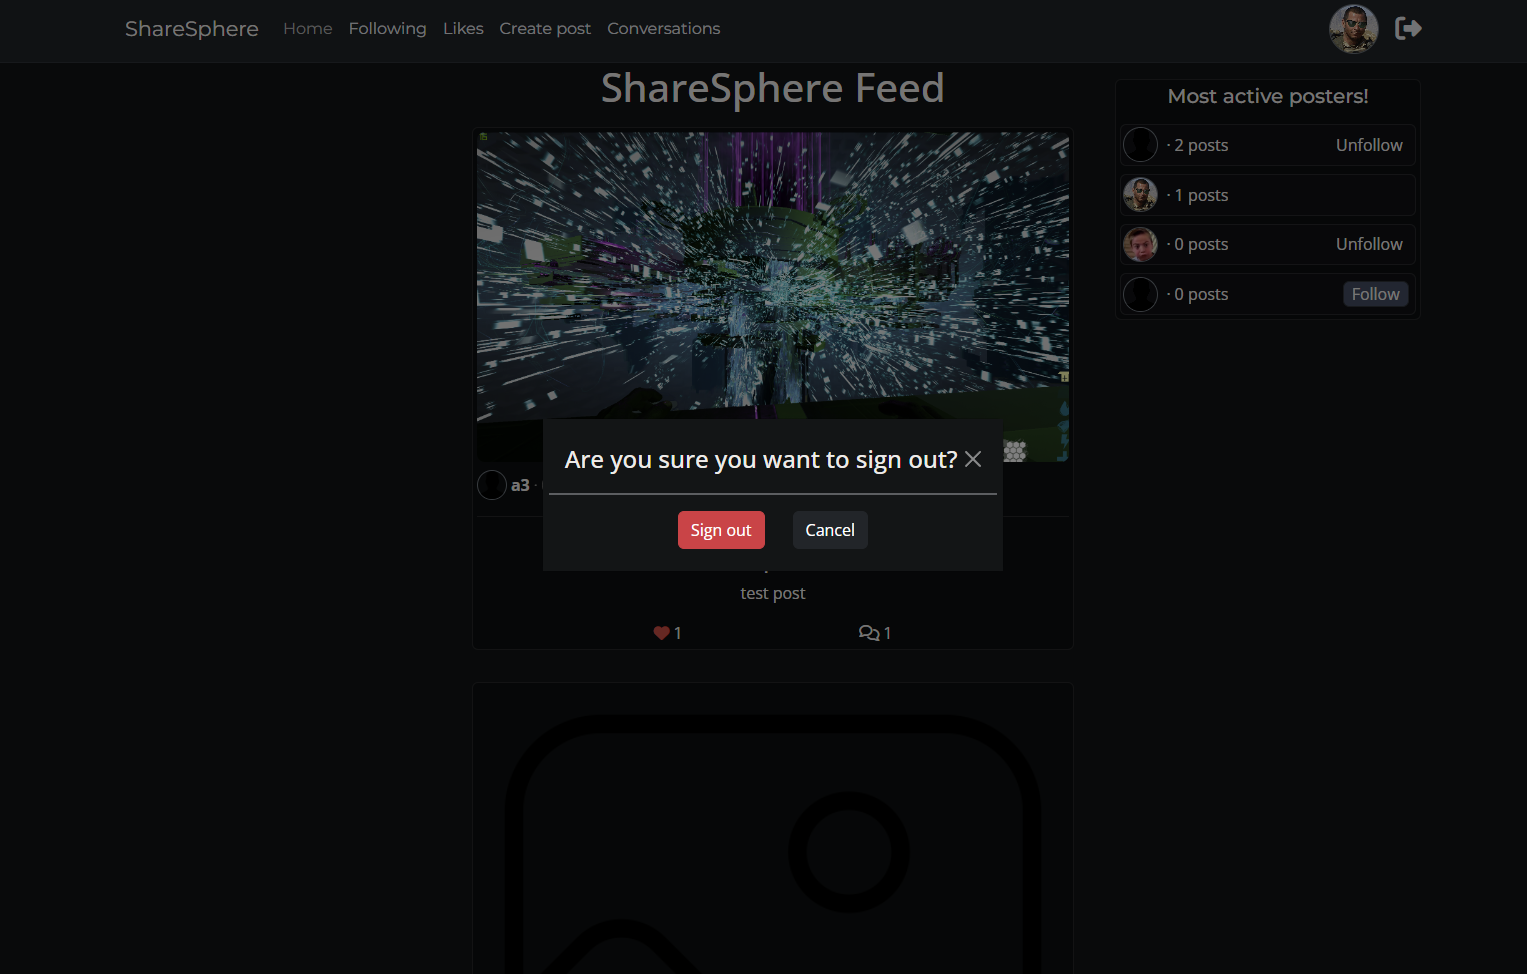 ShareSphere Home Following Likes Create post Conversations
ShareSphere Feed
Most active posters!
· 2 posts Unfollow
· 1 posts
· 0 posts Unfollow
· 0 posts Follow
Are you sure you want to sign out?
a3 ·
Sign out Cancel
test post
1 1